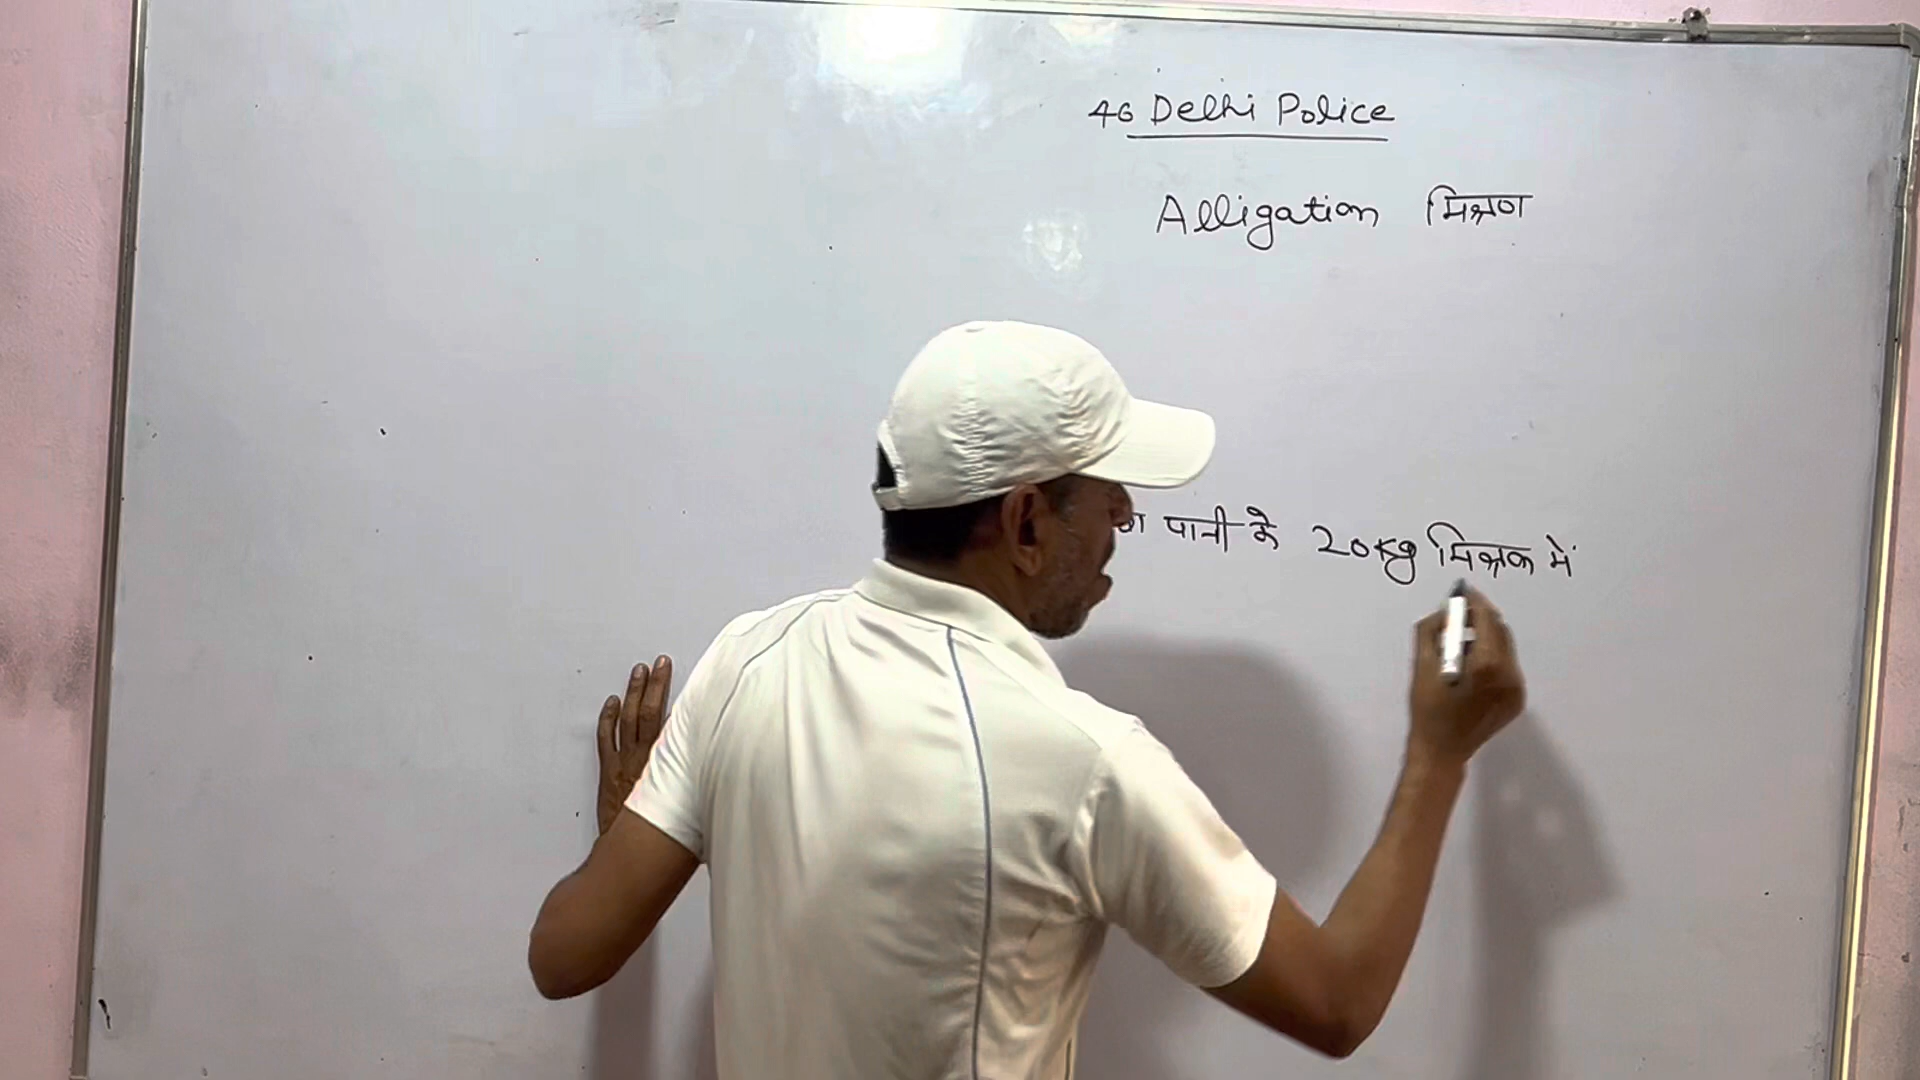 46 Delhi Police
Alligation मिश्रण
पानी के 20kg मिश्रण में